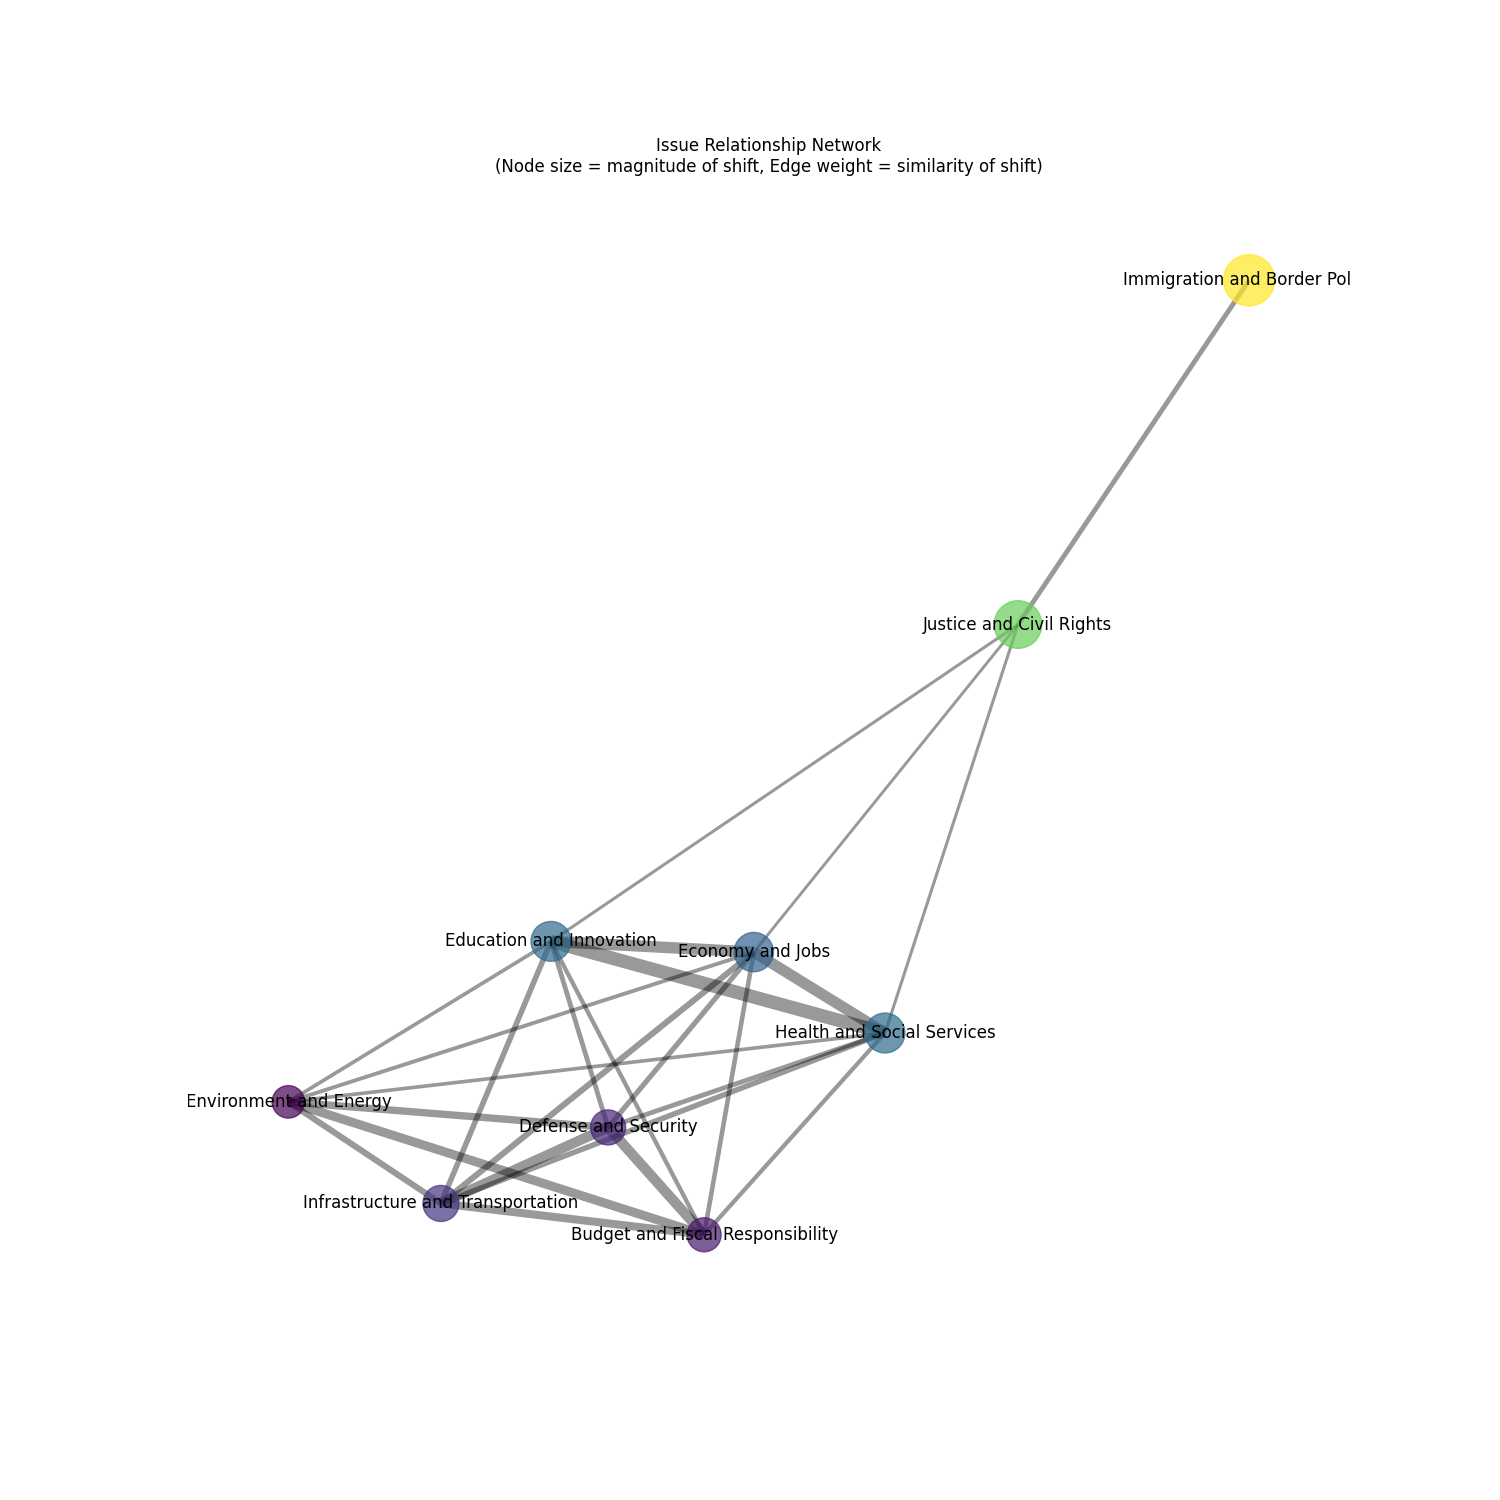 Issue Relationship Network
(Node size = magnitude of shift, Edge weight = similarity of shift)
Immigration and Border Pol
Justice and Civil Rights
Education and Innovation
Economy and Jobs
Health and Social Services
Environment and Energy
Defense and Security
Infrastructure and Transportation
Budget and Fiscal Responsibility